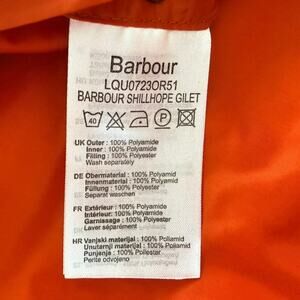 Barbour
LQU0723OR51
BARBOUR SHILLHOPE GILET
40 P
UK Outer : 100% Polyamide
Inner : 100% Polyamide
Filling : 100% Polyester
Wash separately
DE Obermaterial : 100% Polyamid
Innenmaterial : 100% Polyamid
Füllung : 100% Polyester
Separat waschen
FR Extérieur : 100% Polyamide
Intérieur : 100% Polyamide
Garnissage : 100% Polyester
Laver séparément
HR Vanjski materijal : 100% Poliamid
Unutarnji materijal : 100% Poliamid
Punjenje : 100% Poliester
Perite odvojeno